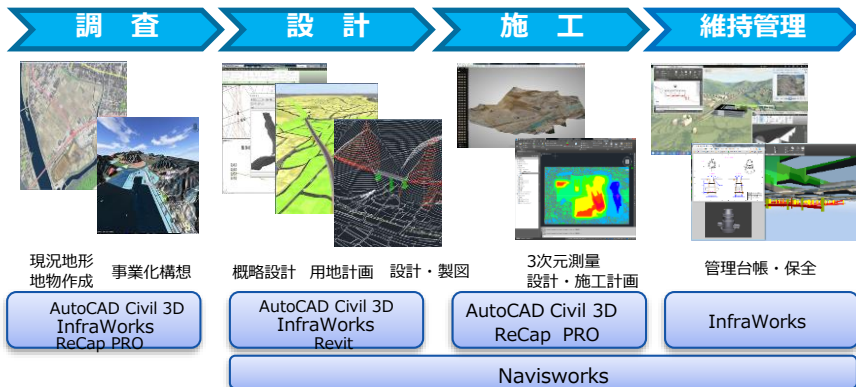 調 査
設 計
施 工
維持管理
現況地形
地物作成
事業化構想
概略設計 用地計画 設計・製図
3次元測量
設計・施工計画
管理台帳・保全
AutoCAD Civil 3D
InfraWorks
ReCap PRO
AutoCAD Civil 3D
InfraWorks
Revit
AutoCAD Civil 3D
ReCap PRO
InfraWorks
Navisworks